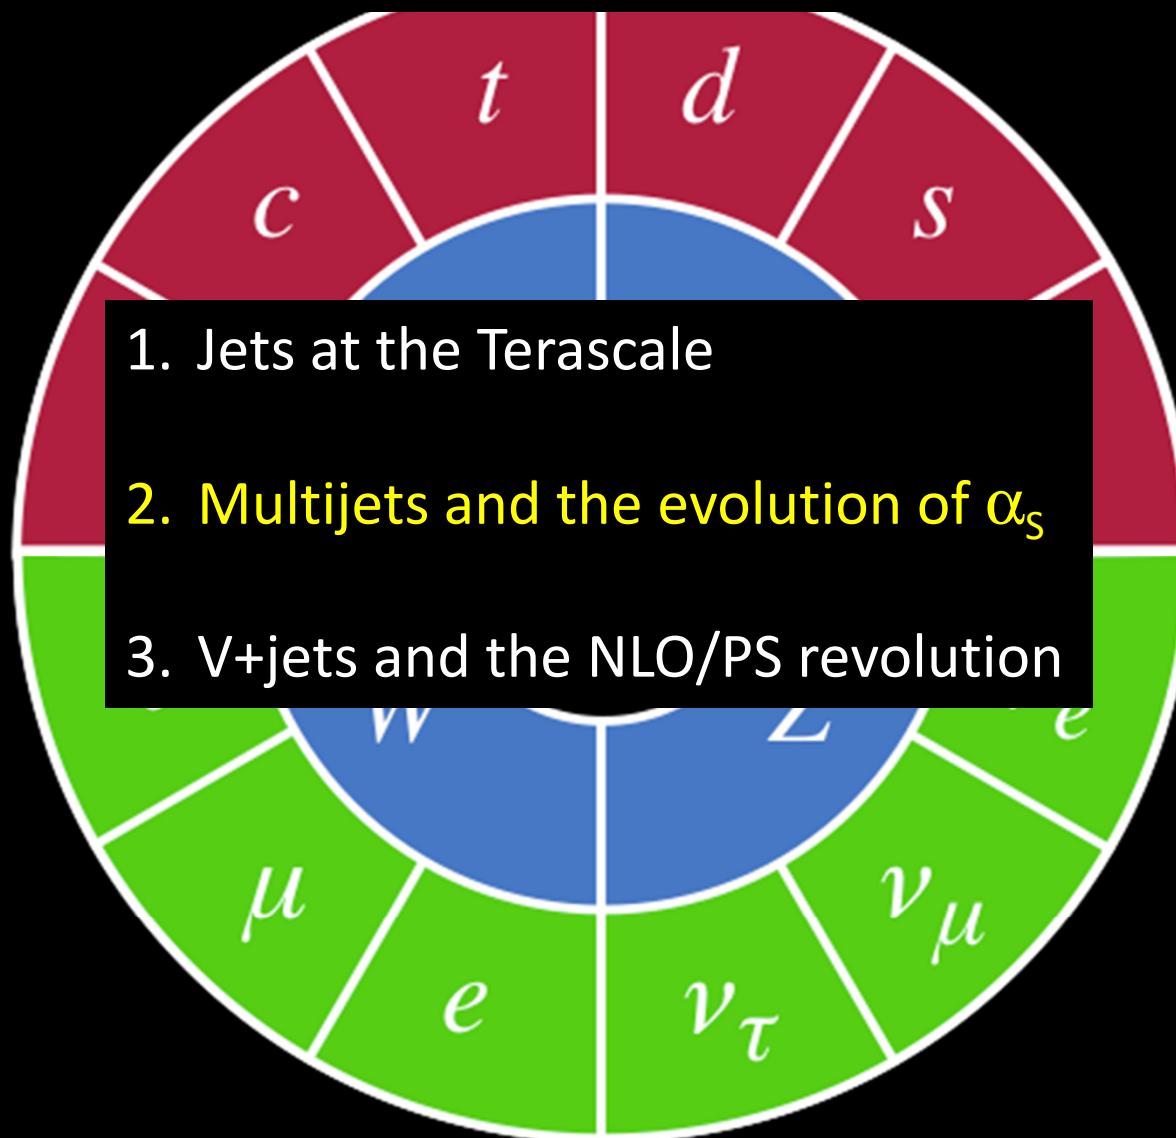 t d
c s
1. Jets at the Terascale
2. Multijets and the evolution of αS
3. V+jets and the NLO/PS revolution
W Z e
μ νμ
e ντ